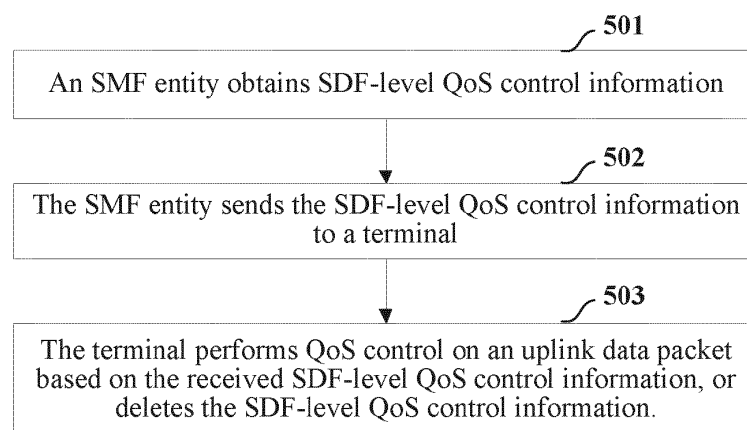 501
An SMF entity obtains SDF-level QoS control information
502
The SMF entity sends the SDF-level QoS control information
to a terminal
503
The terminal performs QoS control on an uplink data packet
based on the received SDF-level QoS control information, or
deletes the SDF-level QoS control information.